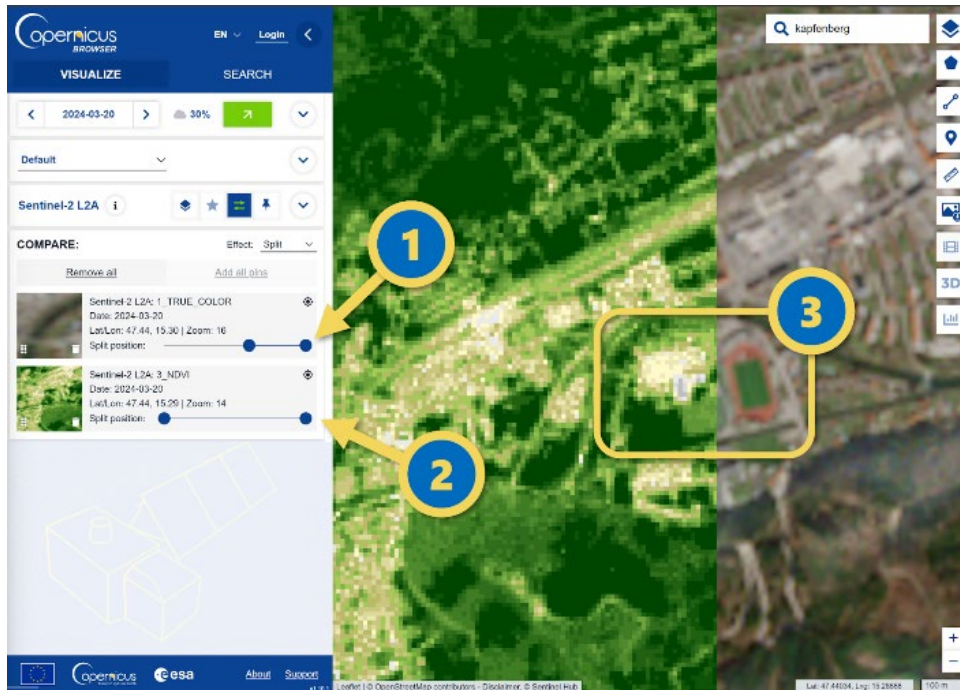 Copernicus
BROWSER
EN
Login
VISUALIZE
SEARCH
2024-03-20
30%
Default
Sentinel-2 L2A
i
COMPARE:
Effect: Split
Remove all
Add all pins
Sentinel-2 L2A: 1_TRUE_COLOR
Date: 2024-03-20
Lat/Lon: 47.44, 15.30 | Zoom: 16
Split position:
Sentinel-2 L2A: 3_NDVI
Date: 2024-03-20
Lat/Lon: 47.44, 15.29 | Zoom: 14
Split position:
1
2
3
kapfenberg
3D
+
−
Copernicus
esa
About
Support
Leaflet | © OpenStreetMap contributors - Disclaimer, © Sentinel Hub
100 m